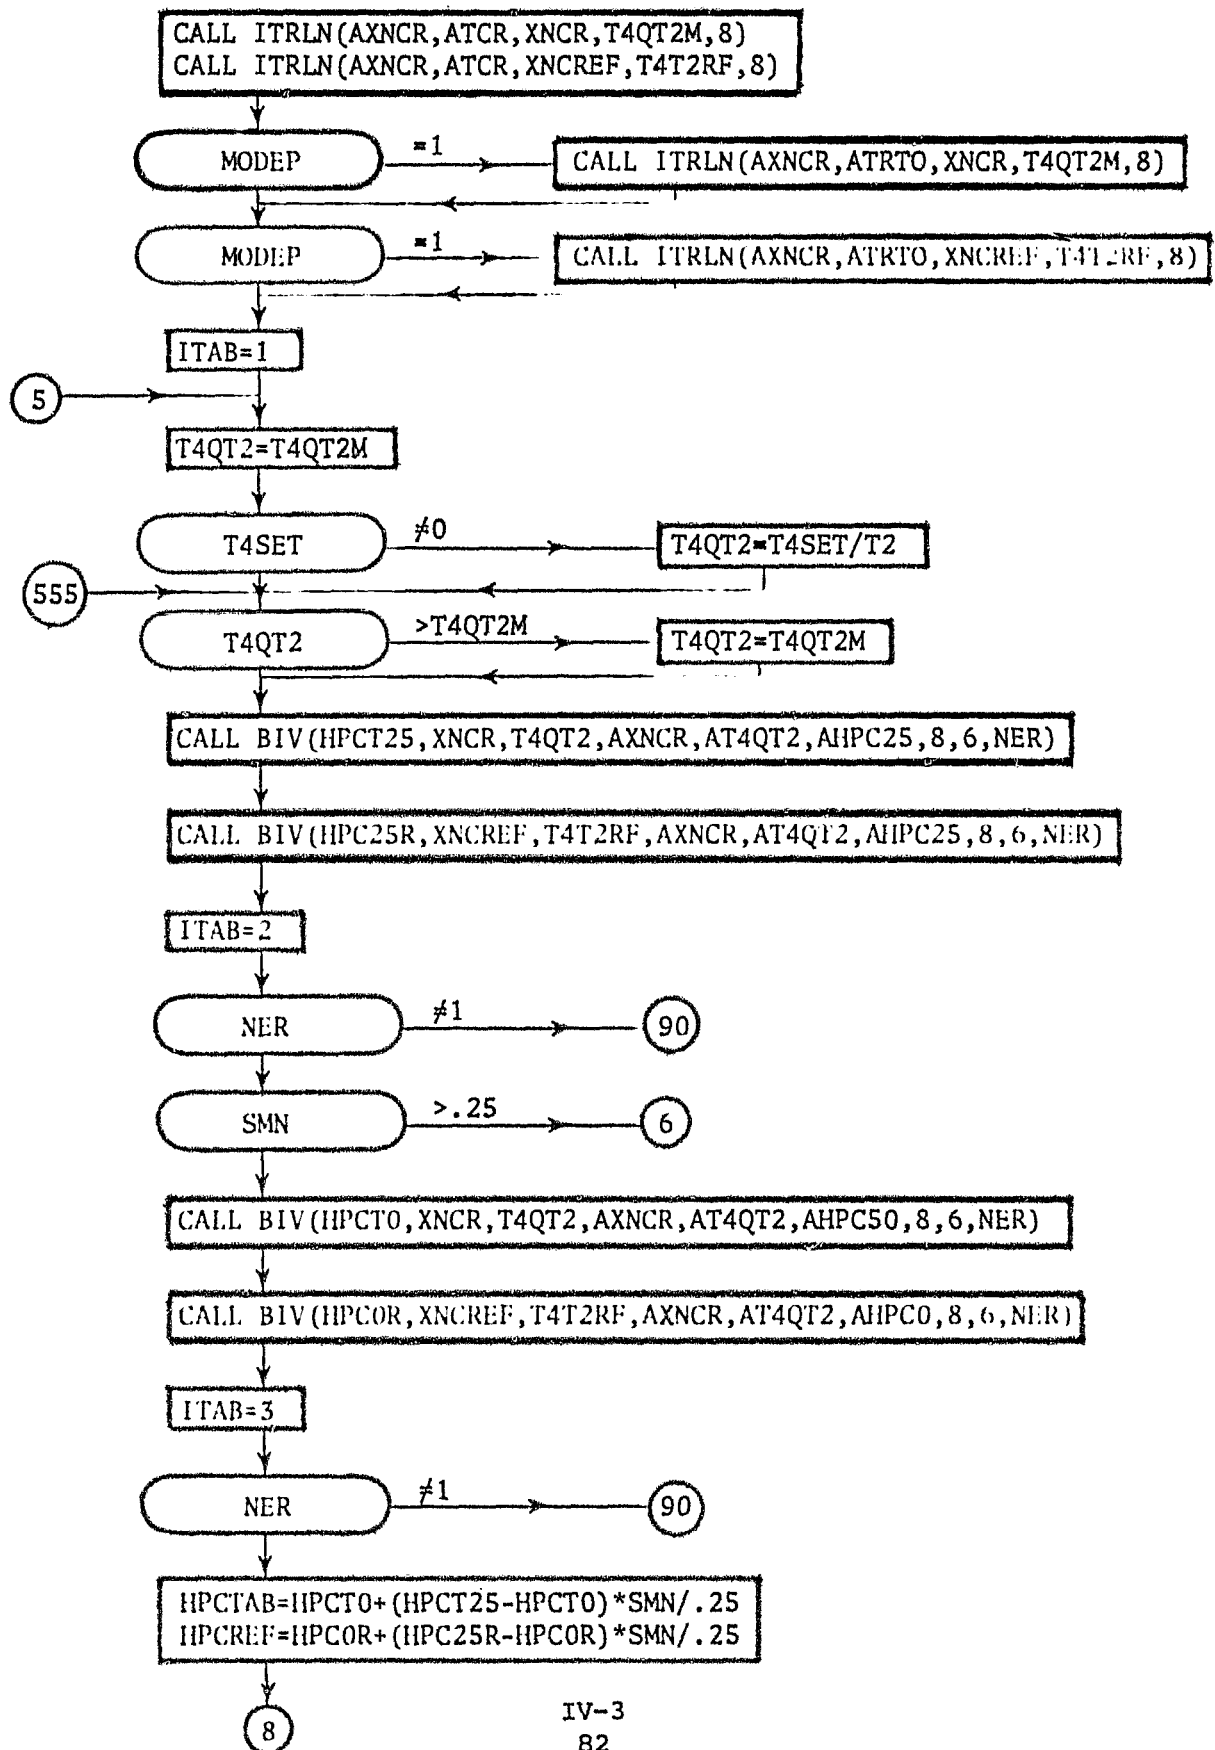 CALL ITRLN(AXNCR,ATCR,XNCR,T4QT2M,8)
CALL ITRLN(AXNCR,ATCR,XNCREF,T4T2RF,8)
MODEP
=1
CALL ITRLN(AXNCR,ATRTO,XNCR,T4QT2M,8)
MODEP
=1
CALL ITRLN(AXNCR,ATRTO,XNCREF,T4T2RF,8)
ITAB=1
5
T4QT2=T4QT2M
T4SET
≠0
T4QT2=T4SET/T2
555
T4QT2
>T4QT2M
T4QT2=T4QT2M
CALL BIV(HPCT25,XNCR,T4QT2,AXNCR,AT4QT2,AHPC25,8,6,NER)
CALL BIV(HPC25R,XNCREF,T4T2RF,AXNCR,AT4QT2,AHPC25,8,6,NER)
ITAB=2
NER
≠1
90
SMN
>.25
6
CALL BIV(HPCT0,XNCR,T4QT2,AXNCR,AT4QT2,AHPC50,8,6,NER)
CALL BIV(HPC0R,XNCREF,T4T2RF,AXNCR,AT4QT2,AHPC0,8,6,NER)
ITAB=3
NER
≠1
90
HPCTAB=HPCT0+(HPCT25-HPCT0)*SMN/.25
HPCREF=HPC0R+(HPC25R-HPC0R)*SMN/.25
8
IV-3
82